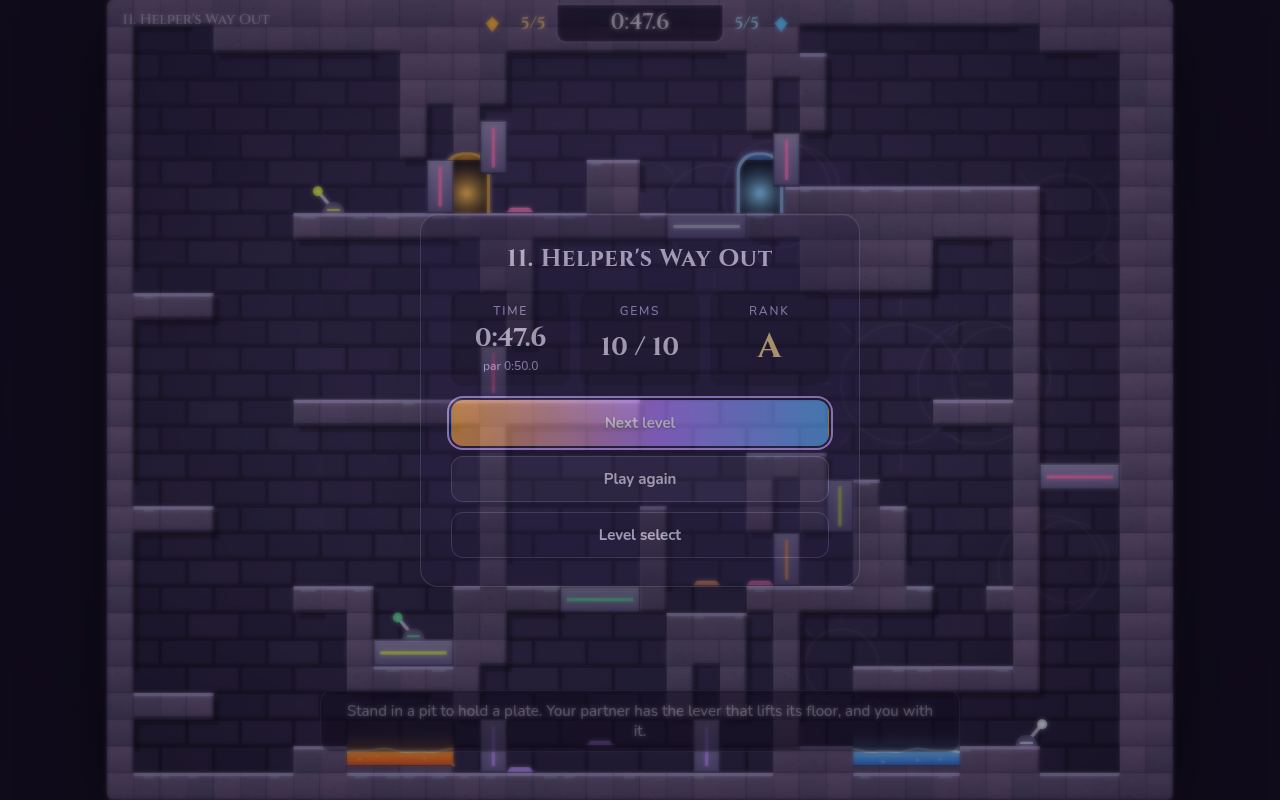 11. Helper's Way Out
5/5
0:47.6
5/5
11. Helper's Way Out
TIME
0:47.6
par 0:50.0
GEMS
10 / 10
RANK
A
Next level
Play again
Level select
Stand in a pit to hold a plate. Your partner has the lever that lifts its floor, and you with
it.